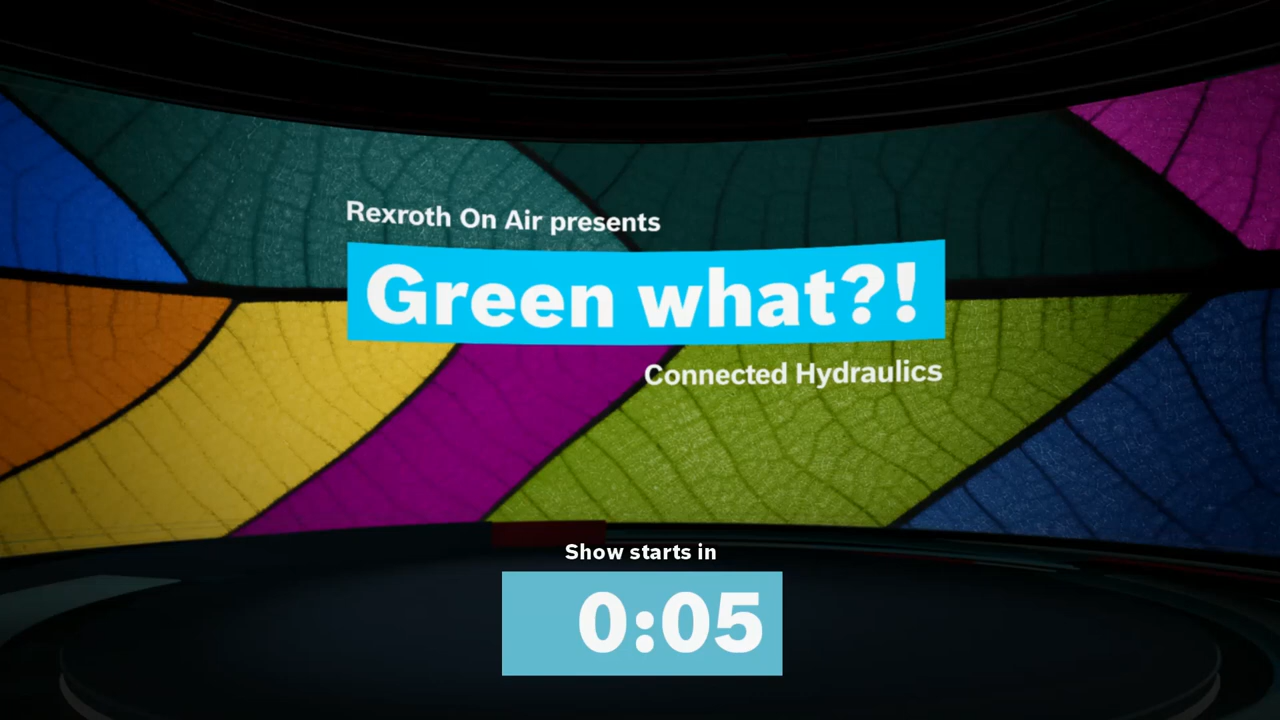 Rexroth On Air presents
Green what?!
Connected Hydraulics
Show starts in
0:05